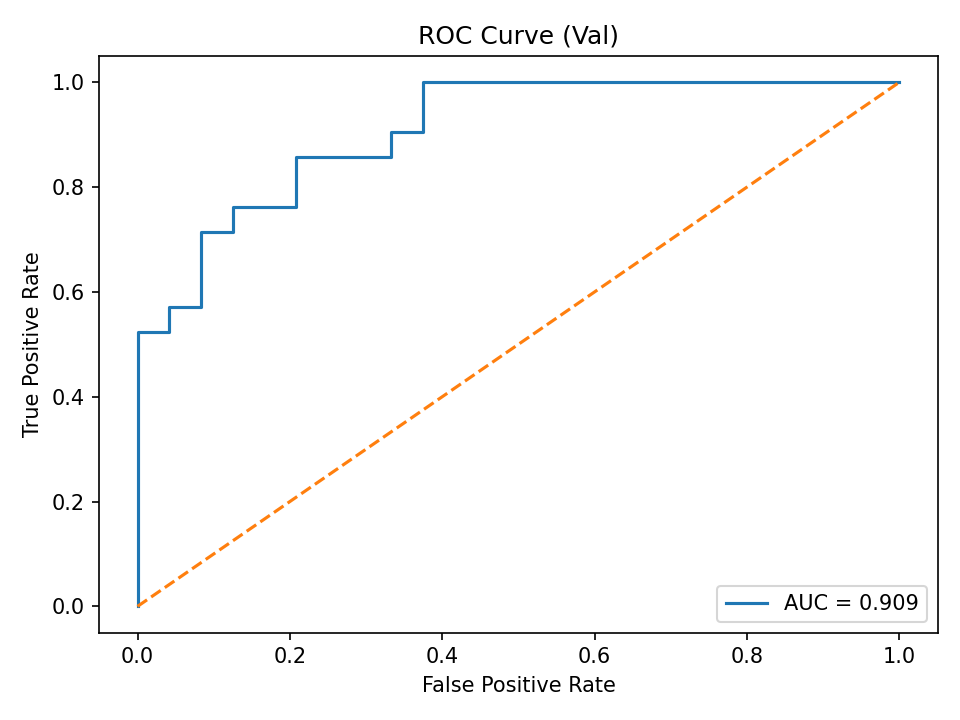 ROC Curve (Val)
True Positive Rate
1.0
0.8
0.6
0.4
0.2
0.0
AUC = 0.909
0.0 0.2 0.4 0.6 0.8 1.0
False Positive Rate